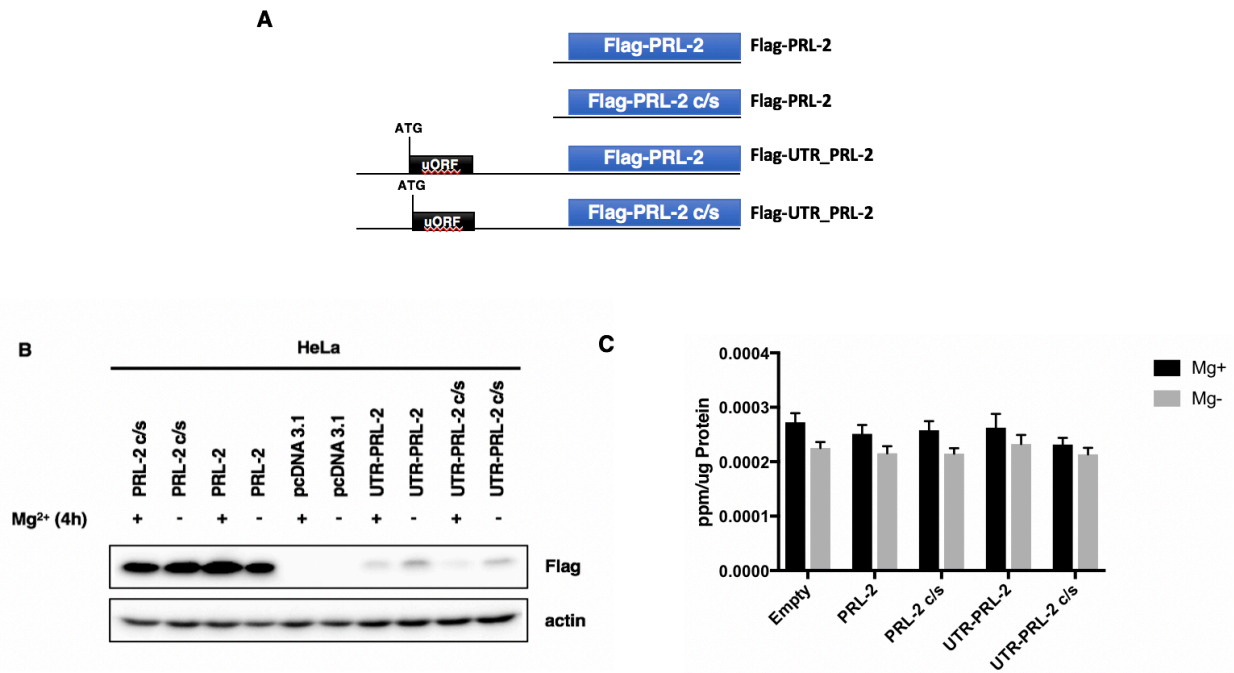 A
Flag-PRL-2 Flag-PRL-2
Flag-PRL-2 c/s Flag-PRL-2
ATG
uORF Flag-PRL-2 Flag-UTR_PRL-2
ATG
uORF Flag-PRL-2 c/s Flag-UTR_PRL-2
B
HeLa
PRL-2 c/s
PRL-2 c/s
PRL-2
PRL-2
pcDNA 3.1
pcDNA 3.1
UTR-PRL-2
UTR-PRL-2
UTR-PRL-2 c/s
UTR-PRL-2 c/s
Mg²⁺ (4h) + - + - + - + - + -
Flag
actin
C
ppm/ug Protein
0.0004
0.0003
0.0002
0.0001
0.0000
Empty
PRL-2
PRL-2 c/s
UTR-PRL-2
UTR-PRL-2 c/s
Mg+
Mg-